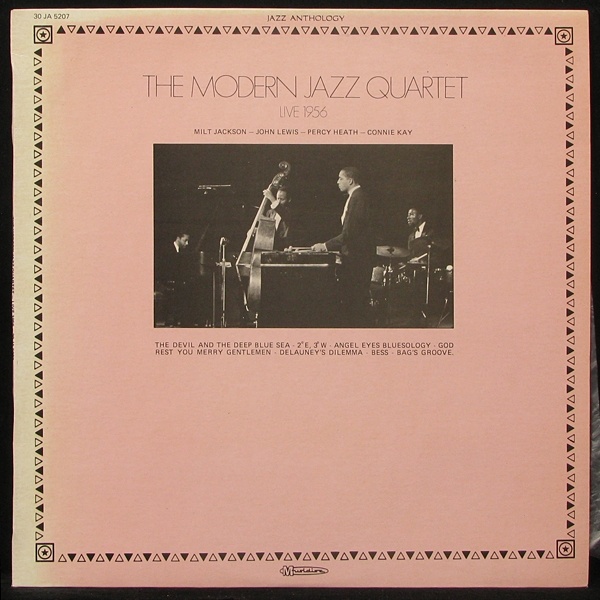 30 JA 5207
JAZZ ANTHOLOGY
THE MODERN JAZZ QUARTET
LIVE 1956
MILT JACKSON – JOHN LEWIS – PERCY HEATH – CONNIE KAY
THE DEVIL AND THE DEEP BLUE SEA · 2°E, 3°W · ANGEL EYES BLUESOLOGY · GOD
REST YOU MERRY GENTLEMEN · DELAUNEY'S DILEMMA · BESS · BAG'S GROOVE.
Musidisc